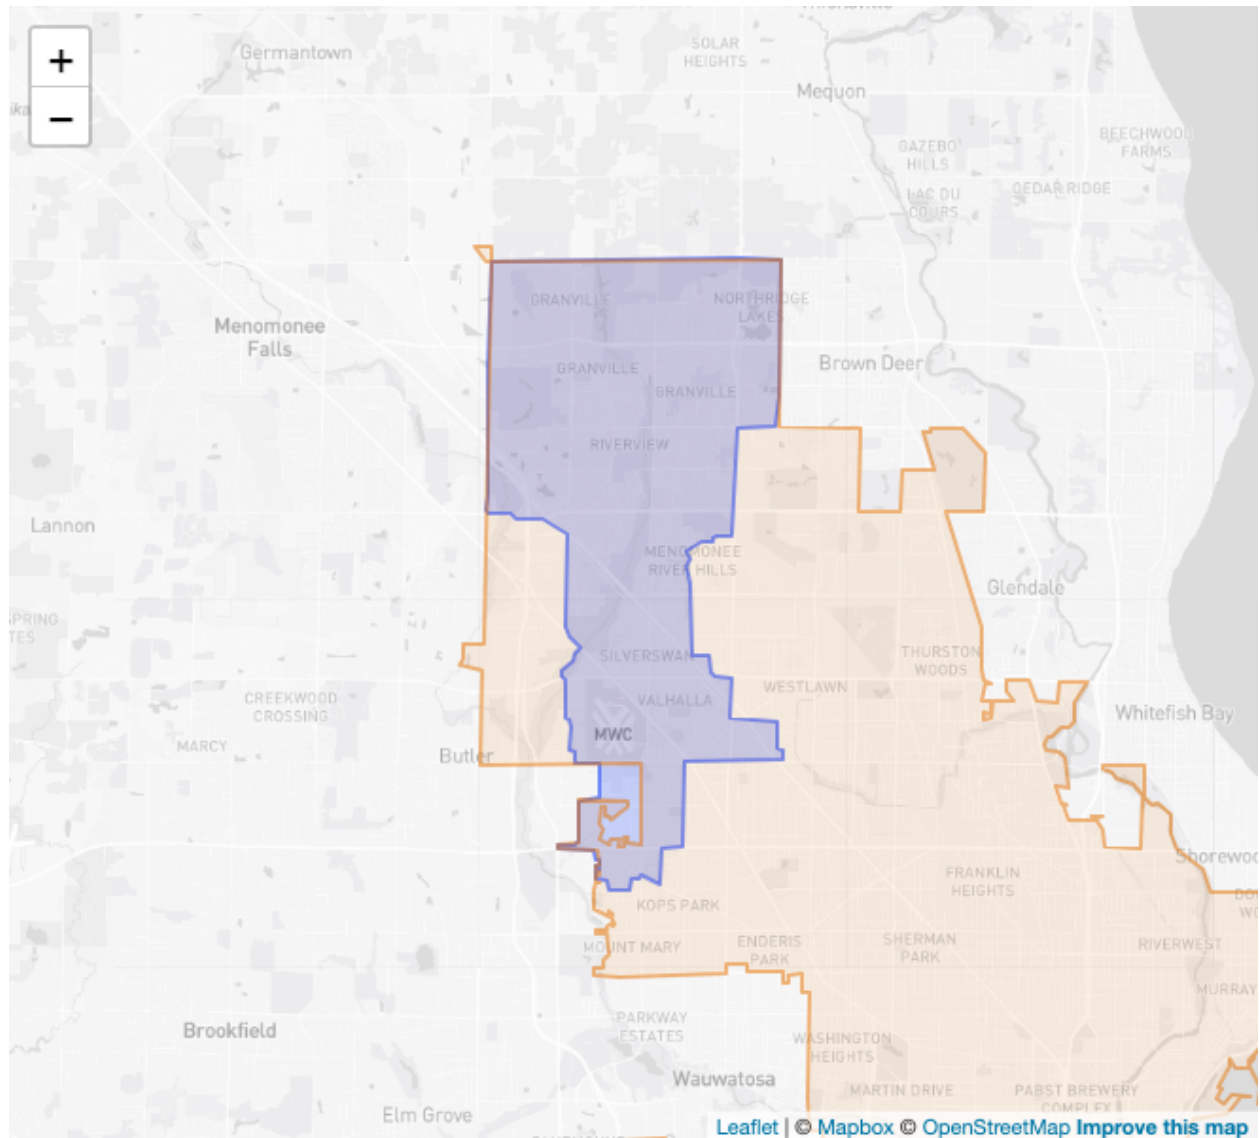 +
−
Germantown
SOLAR
HEIGHTS
Mequon
BEECHWOOD
FARMS
GAZEBO
HILLS
CEDAR RIDGE
LAC DU
COURS
GRANVILLE
NORTHRIDGE
LAKES
Menomonee
Falls
Brown Deer
GRANVILLE
GRANVILLE
RIVERVIEW
Lannon
MENOMONEE
RIVER HILLS
Glendale
SPRING
TES
SILVERSWAN
THURSTON
WOODS
CREEKWOOD
CROSSING
VALHALLA
WESTLAWN
Whitefish Bay
MARCY
MWC
Butler
Shorewoo
FRANKLIN
HEIGHTS
KOPS PARK
MOUNT MARY
ENDERIS
PARK
SHERMAN
PARK
RIVERWEST
MURRAY
Brookfield
PARKWAY
ESTATES
WASHINGTON
HEIGHTS
Wauwatosa
MARTIN DRIVE
PABST BREWERY
COMPLEX
Elm Grove
Leaflet | © Mapbox © OpenStreetMap Improve this map